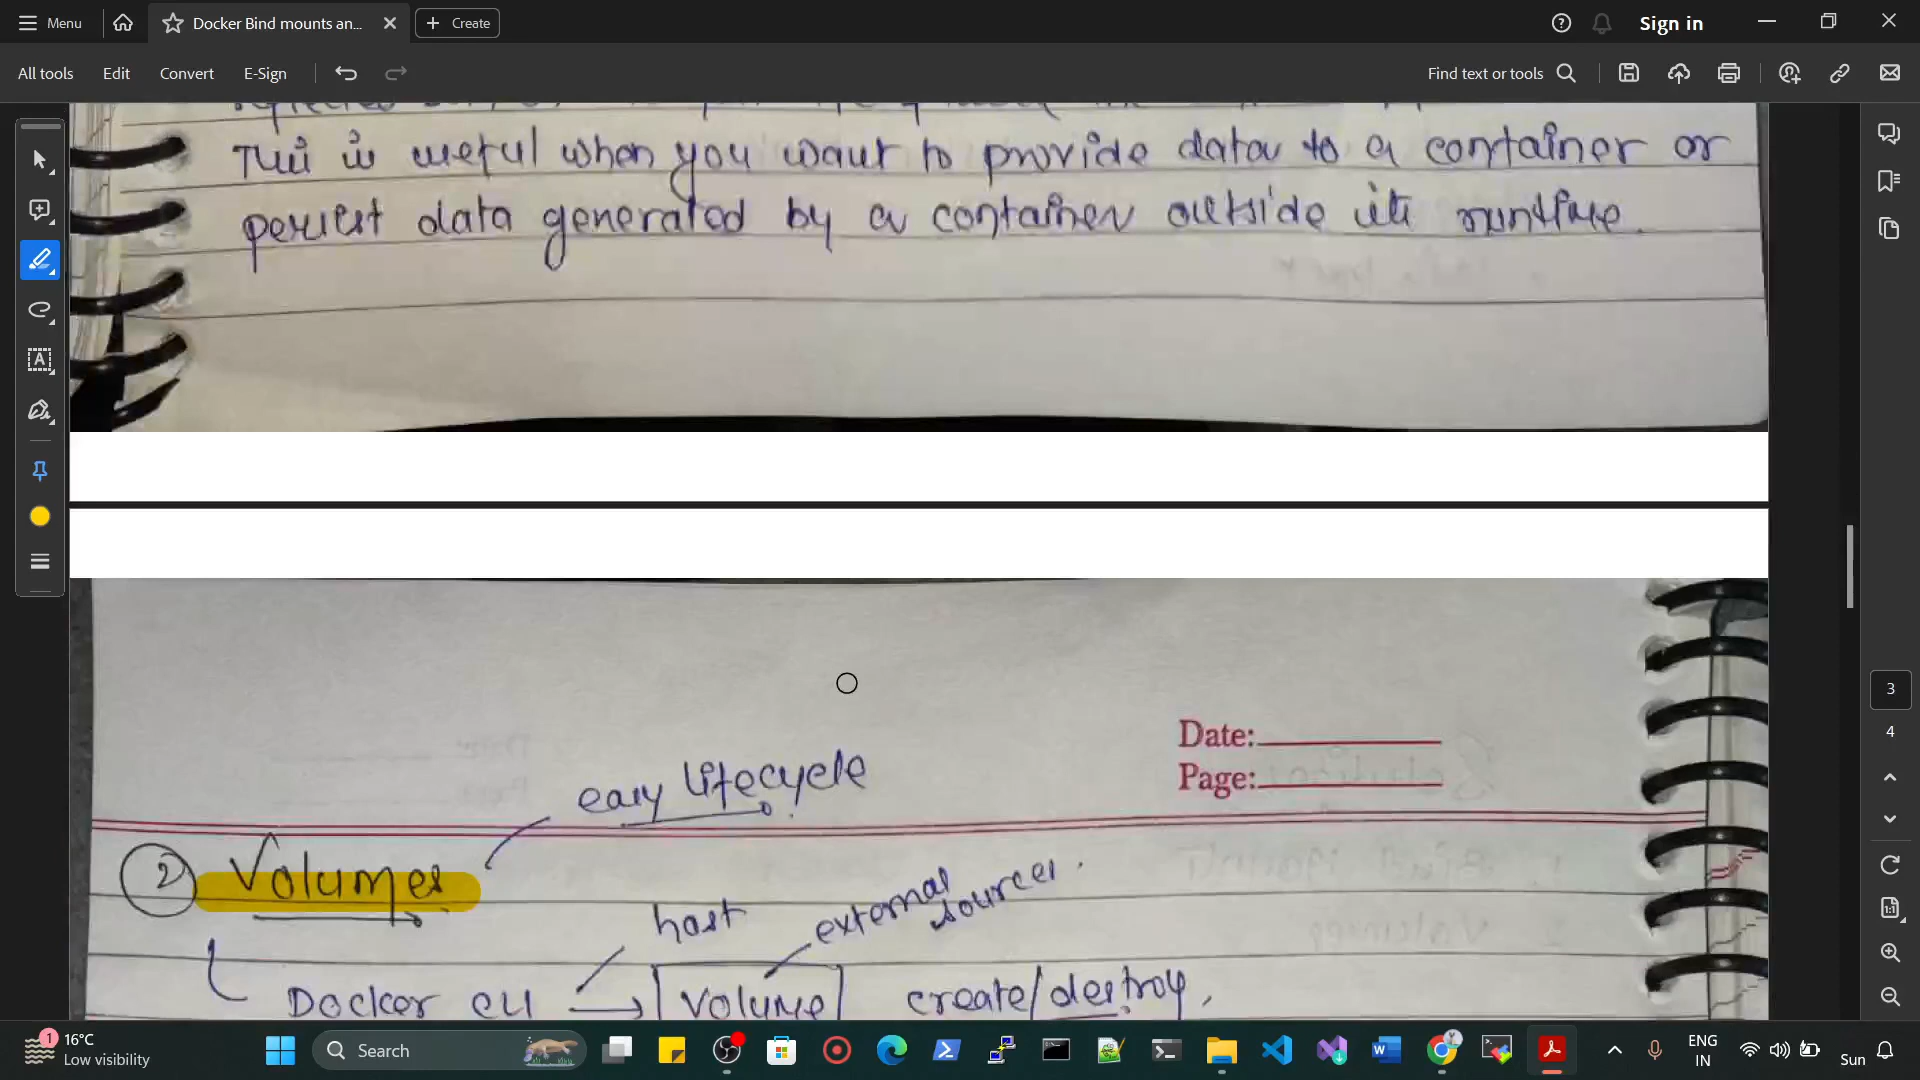 Menu
Docker Bind mounts an...
Create
Sign in
All tools
Edit
Convert
E-Sign
Find text or tools
This is useful when you want to provide data to a container or
persist data generated by a container outside its runtime.
3
4
Date:
Page:
easy lifecycle
2 Volumes
host
external
sources.
Docker CLI → Volume create/destroy,
1
16°C
Low visibility
Search
ENG
IN
Sun